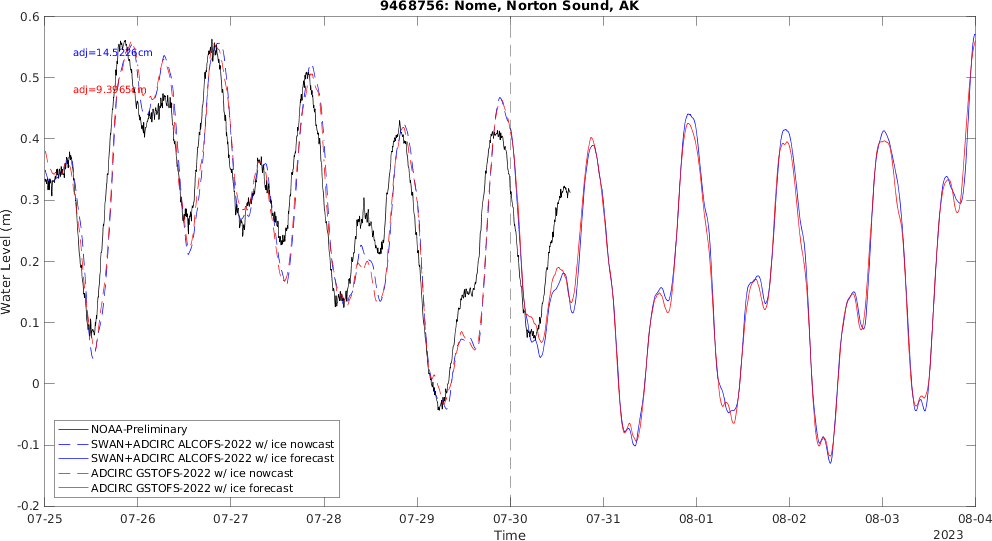 9468756: Nome, Norton Sound, AK
0.6
0.5
0.4
0.3
0.2
0.1
0
-0.1
-0.2
Water Level (m)
adj=14.5226cm
adj=9.3965cm
NOAA-Preliminary
SWAN+ADCIRC ALCOFS-2022 w/ ice nowcast
SWAN+ADCIRC ALCOFS-2022 w/ ice forecast
ADCIRC GSTOFS-2022 w/ ice nowcast
ADCIRC GSTOFS-2022 w/ ice forecast
07-25 07-26 07-27 07-28 07-29 07-30 07-31 08-01 08-02 08-03 08-04
Time
2023